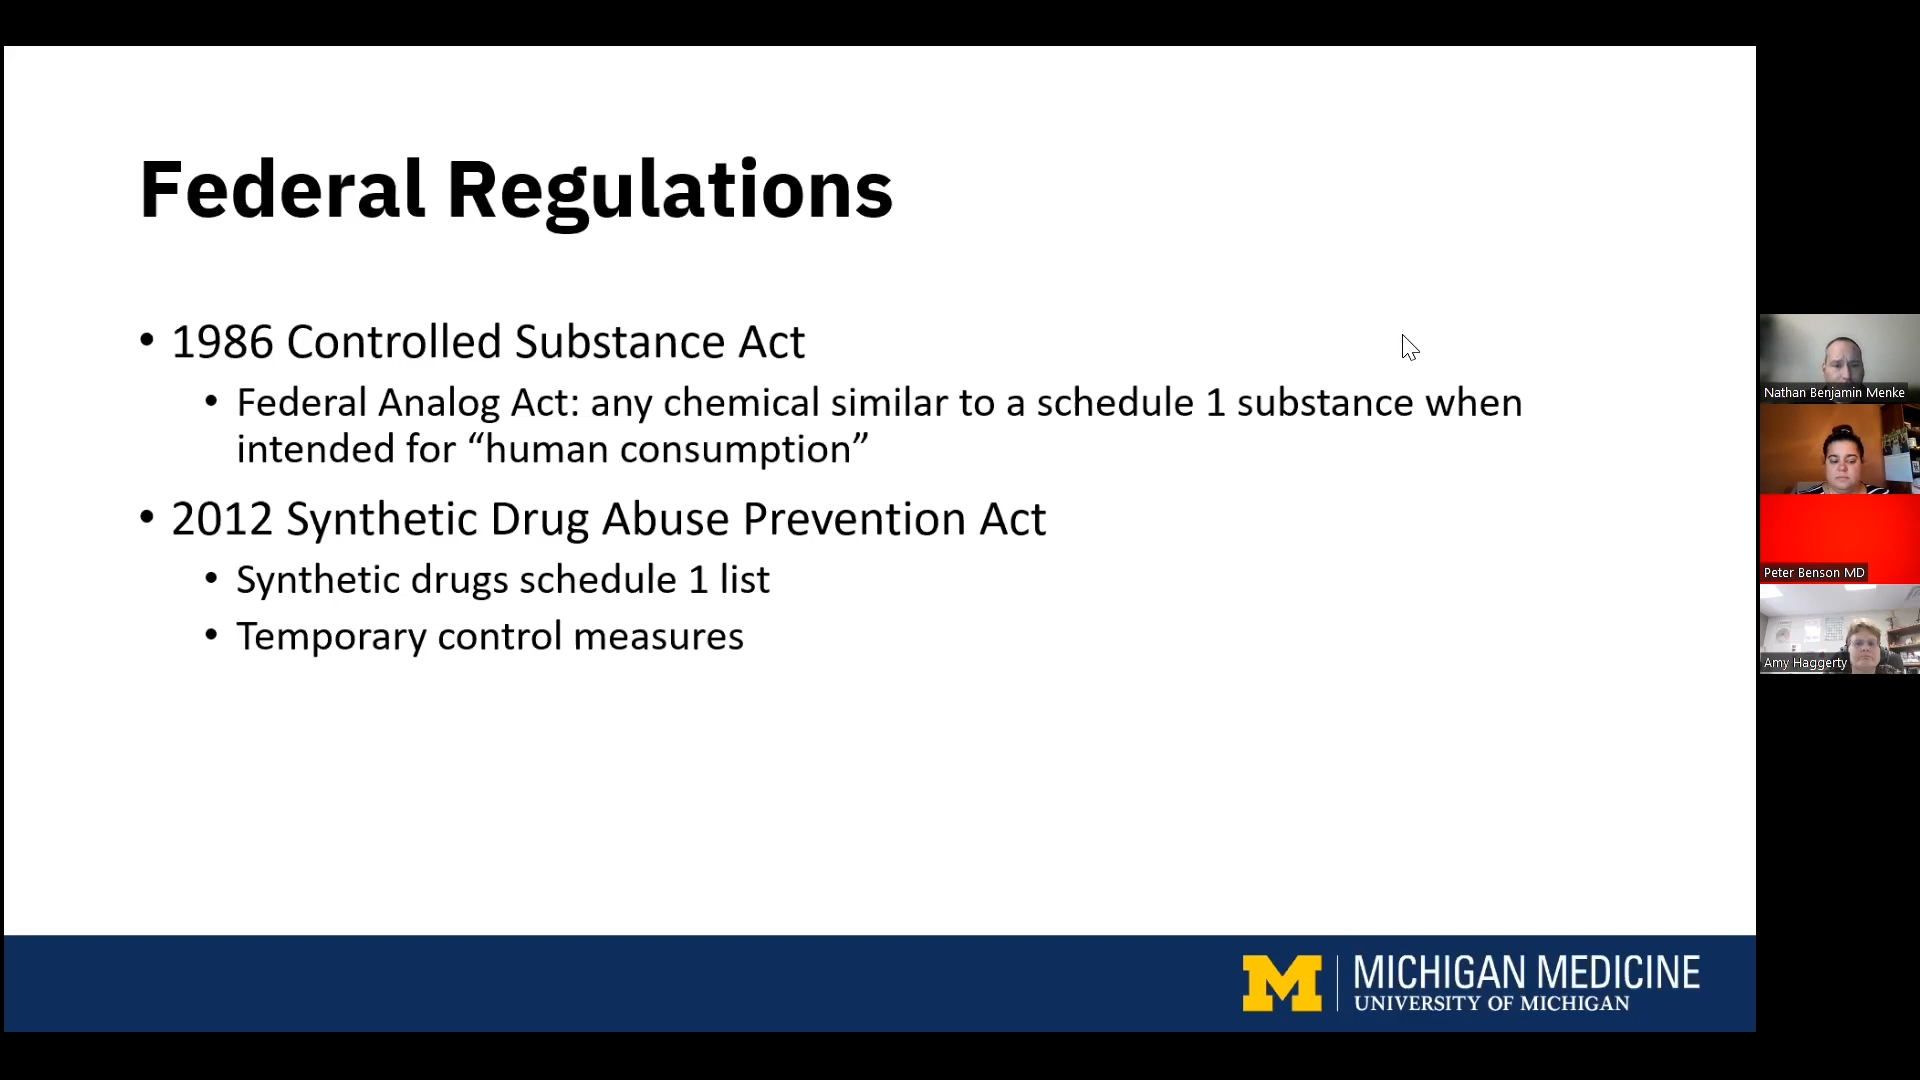 Federal Regulations
• 1986 Controlled Substance Act
• Federal Analog Act: any chemical similar to a schedule 1 substance when
intended for “human consumption”
• 2012 Synthetic Drug Abuse Prevention Act
• Synthetic drugs schedule 1 list
• Temporary control measures
M | MICHIGAN MEDICINE
UNIVERSITY OF MICHIGAN
Nathan Benjamin Menke
Peter Benson MD
Amy Haggerty